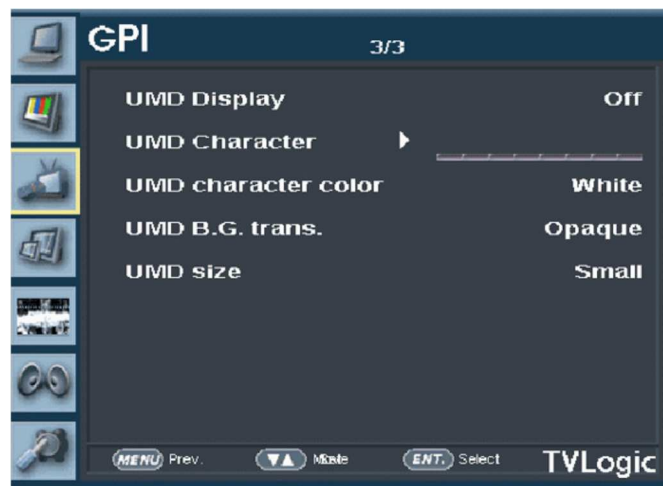 GPI 3/3
UMD Display Off
UMD Character
UMD character color White
UMD B.G. trans. Opaque
UMD size Small
MENU Prev. ENT. Select TVLogic